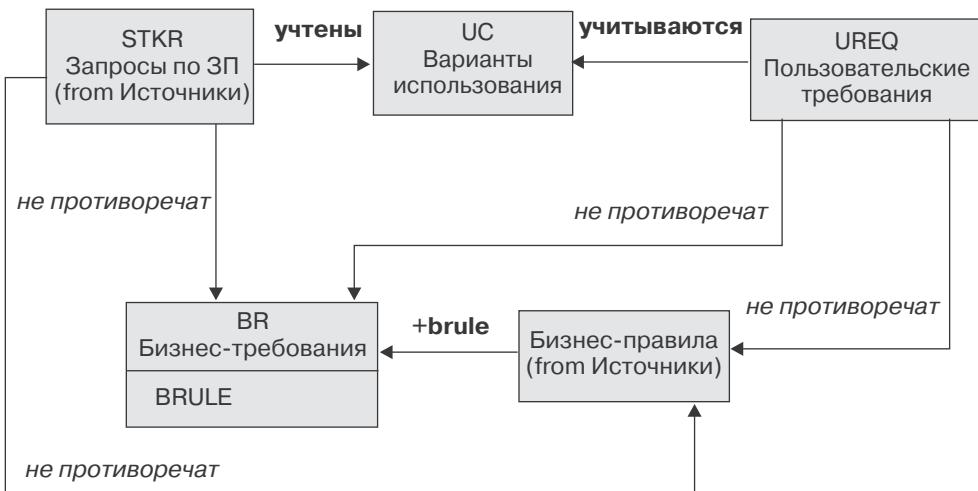 STKR
Запросы по ЗП
(from Источники)
учтены
UC
Варианты
использования
учитываются
UREQ
Пользовательские
требования
не противоречат
не противоречат
не противоречат
BR
Бизнес-требования
BRULE
+brule
Бизнес-правила
(from Источники)
не противоречат